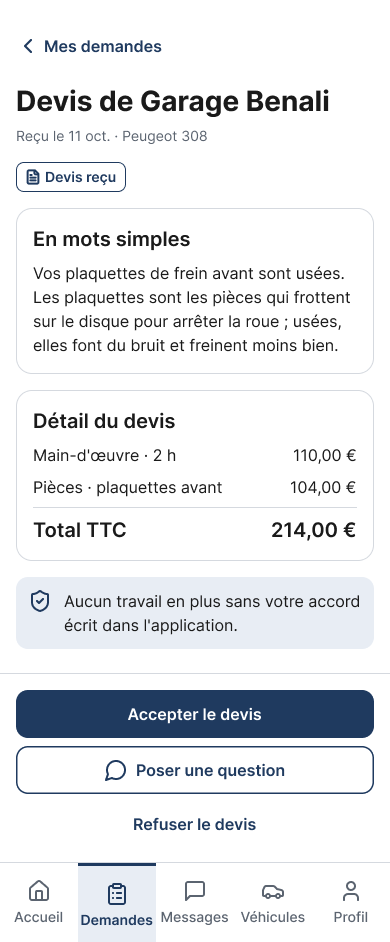 Mes demandes
Devis de Garage Benali
Reçu le 11 oct. · Peugeot 308
Devis reçu
En mots simples
Vos plaquettes de frein avant sont usées.
Les plaquettes sont les pièces qui frottent
sur le disque pour arrêter la roue ; usées,
elles font du bruit et freinent moins bien.
Détail du devis
Main-d'œuvre · 2 h 110,00 €
Pièces · plaquettes avant 104,00 €
Total TTC 214,00 €
Aucun travail en plus sans votre accord
écrit dans l'application.
Accepter le devis
Poser une question
Refuser le devis
Accueil Demandes Messages Véhicules Profil